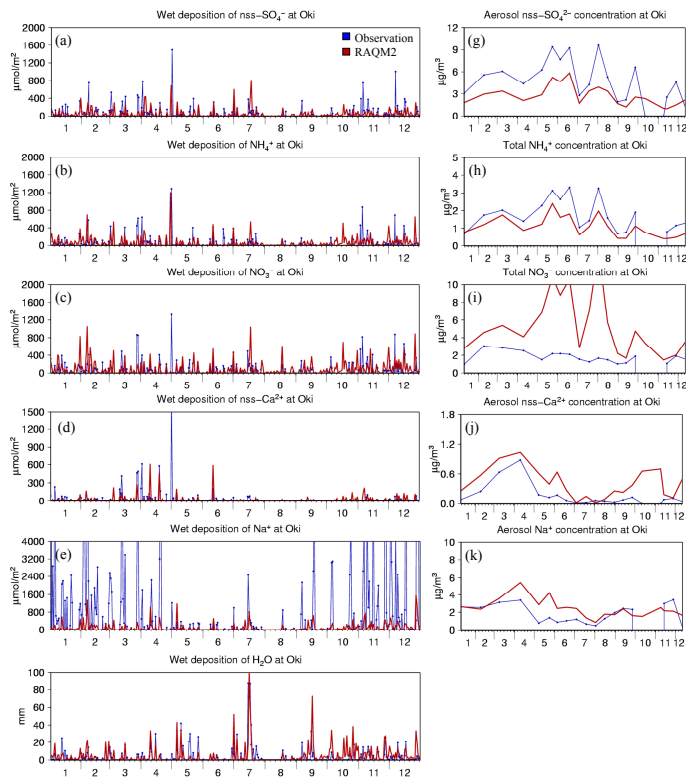 Wet deposition of nss–SO₄⁻ at Oki
(a)
Observation
RAQM2
μmol/m²
2000
1600
1200
800
400
0
1 2 3 4 5 6 7 8 9 10 11 12
Wet deposition of NH₄⁺ at Oki
(b)
μmol/m²
2000
1600
1200
800
400
0
1 2 3 4 5 6 7 8 9 10 11 12
Wet deposition of NO₃⁻ at Oki
(c)
μmol/m²
2000
1600
1200
800
400
0
1 2 3 4 5 6 7 8 9 10 11 12
Wet deposition of nss–Ca²⁺ at Oki
(d)
μmol/m²
1500
1200
900
600
300
0
1 2 3 4 5 6 7 8 9 10 11 12
Wet deposition of Na⁺ at Oki
(e)
μmol/m²
4000
3200
2400
1600
800
0
1 2 3 4 5 6 7 8 9 10 11 12
Wet deposition of H₂O at Oki
mm
100
80
60
40
20
0
1 2 3 4 5 6 7 8 9 10 11 12
Aerosol nss–SO₄²⁻ concentration at Oki
(g)
μg/m³
12
9
6
3
0
1 2 3 4 5 6 7 8 9 10 11 12
Total NH₄⁺ concentration at Oki
(h)
μg/m³
5
4
3
2
1
0
1 2 3 4 5 6 7 8 9 10 11 12
Total NO₃⁻ concentration at Oki
(i)
μg/m³
10
8
6
4
2
0
1 2 3 4 5 6 7 8 9 10 11 12
Aerosol nss–Ca²⁺ concentration at Oki
(j)
μg/m³
1.8
1.2
0.6
0.0
1 2 3 4 5 6 7 8 9 10 11 12
Aerosol Na⁺ concentration at Oki
(k)
μg/m³
10
8
6
4
2
0
1 2 3 4 5 6 7 8 9 10 11 12